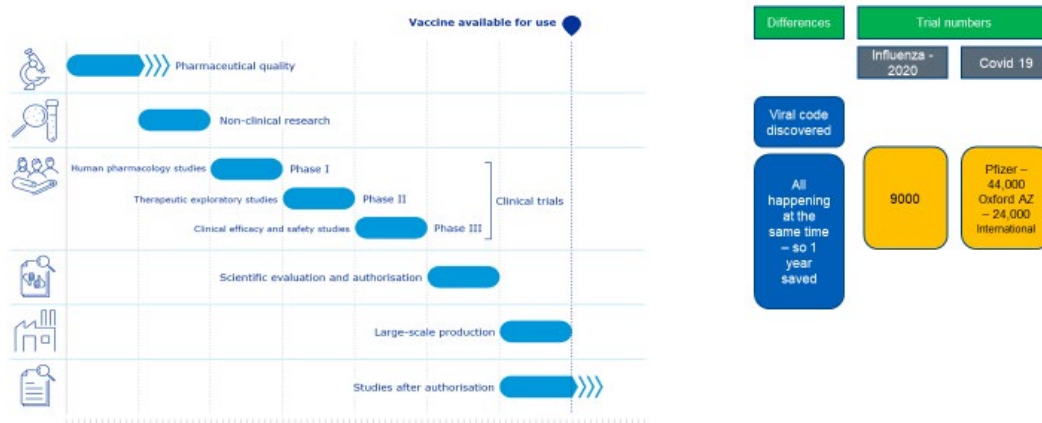 Vaccine available for use
Pharmaceutical quality
Non-clinical research
Human pharmacology studies
Phase I
Therapeutic exploratory studies
Phase II
Clinical trials
Clinical efficacy and safety studies
Phase III
Scientific evaluation and authorisation
Large-scale production
Studies after authorisation
Differences
Trial numbers
Influenza -
2020
Covid 19
Viral code
discovered
All
happening
at the
same time
– so 1
year
saved
9000
Pfizer –
44,000
Oxford AZ
– 24,000
International